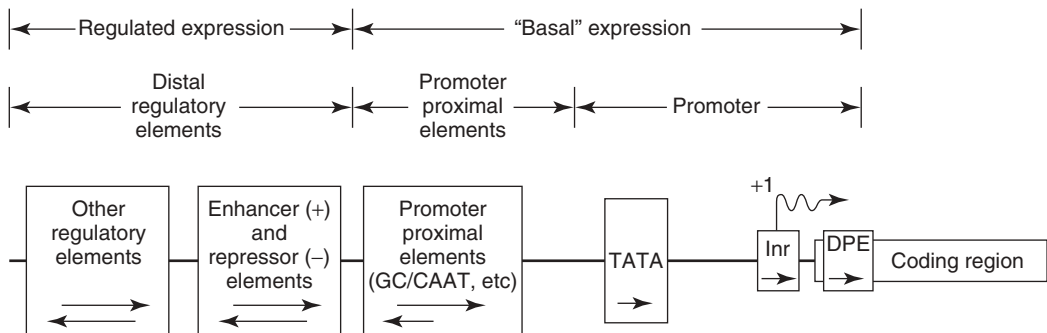 Regulated expression
“Basal” expression
Distal
regulatory
elements
Promoter
proximal
elements
Promoter
+1
Other
regulatory
elements
Enhancer (+)
and
repressor (–)
elements
Promoter
proximal
elements
(GC/CAAT, etc)
TATA
Inr
DPE
Coding region